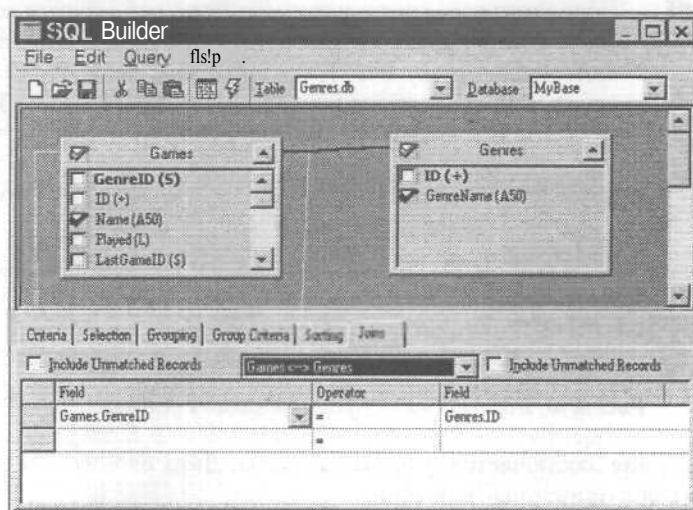 SQL Builder
File Edit Query fls!p .
Table Genres.db Database MyBase
Games Genres
GenreID (S) ID (+)
ID (+) GenreName (A50)
Name (A50)
Played (L)
LastGameID (S)
Criteria Selection Grouping Group Criteria Sorting Joins
Include Unmatched Records Games <-> Genres Include Unmatched Records
Field Operator Field
Games.GenreID = Genres.ID
=